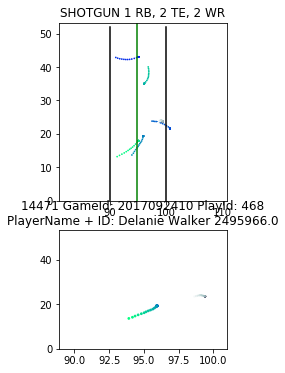 SHOTGUN 1 RB, 2 TE, 2 WR
50
40
30
20
10
0
90 100 110
14471 GameId: 2017092410 PlayId: 468
PlayerName + ID: Delanie Walker 2495966.0
40
20
0
90.0 92.5 95.0 97.5 100.0